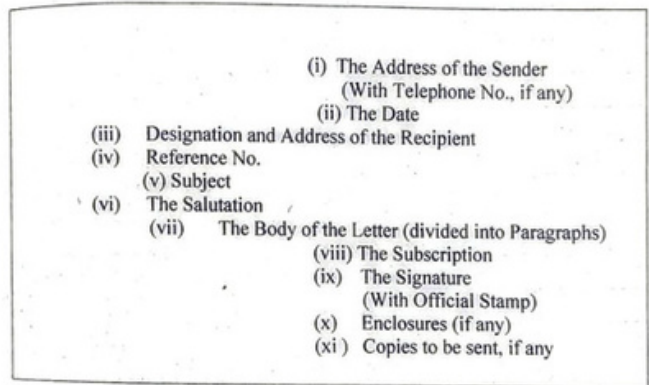 (i) The Address of the Sender
(With Telephone No., if any)
(ii) The Date
(iii) Designation and Address of the Recipient
(iv) Reference No.
(v) Subject
(vi) The Salutation
(vii) The Body of the Letter (divided into Paragraphs)
(viii) The Subscription
(ix) The Signature
(With Official Stamp)
(x) Enclosures (if any)
(xi ) Copies to be sent, if any